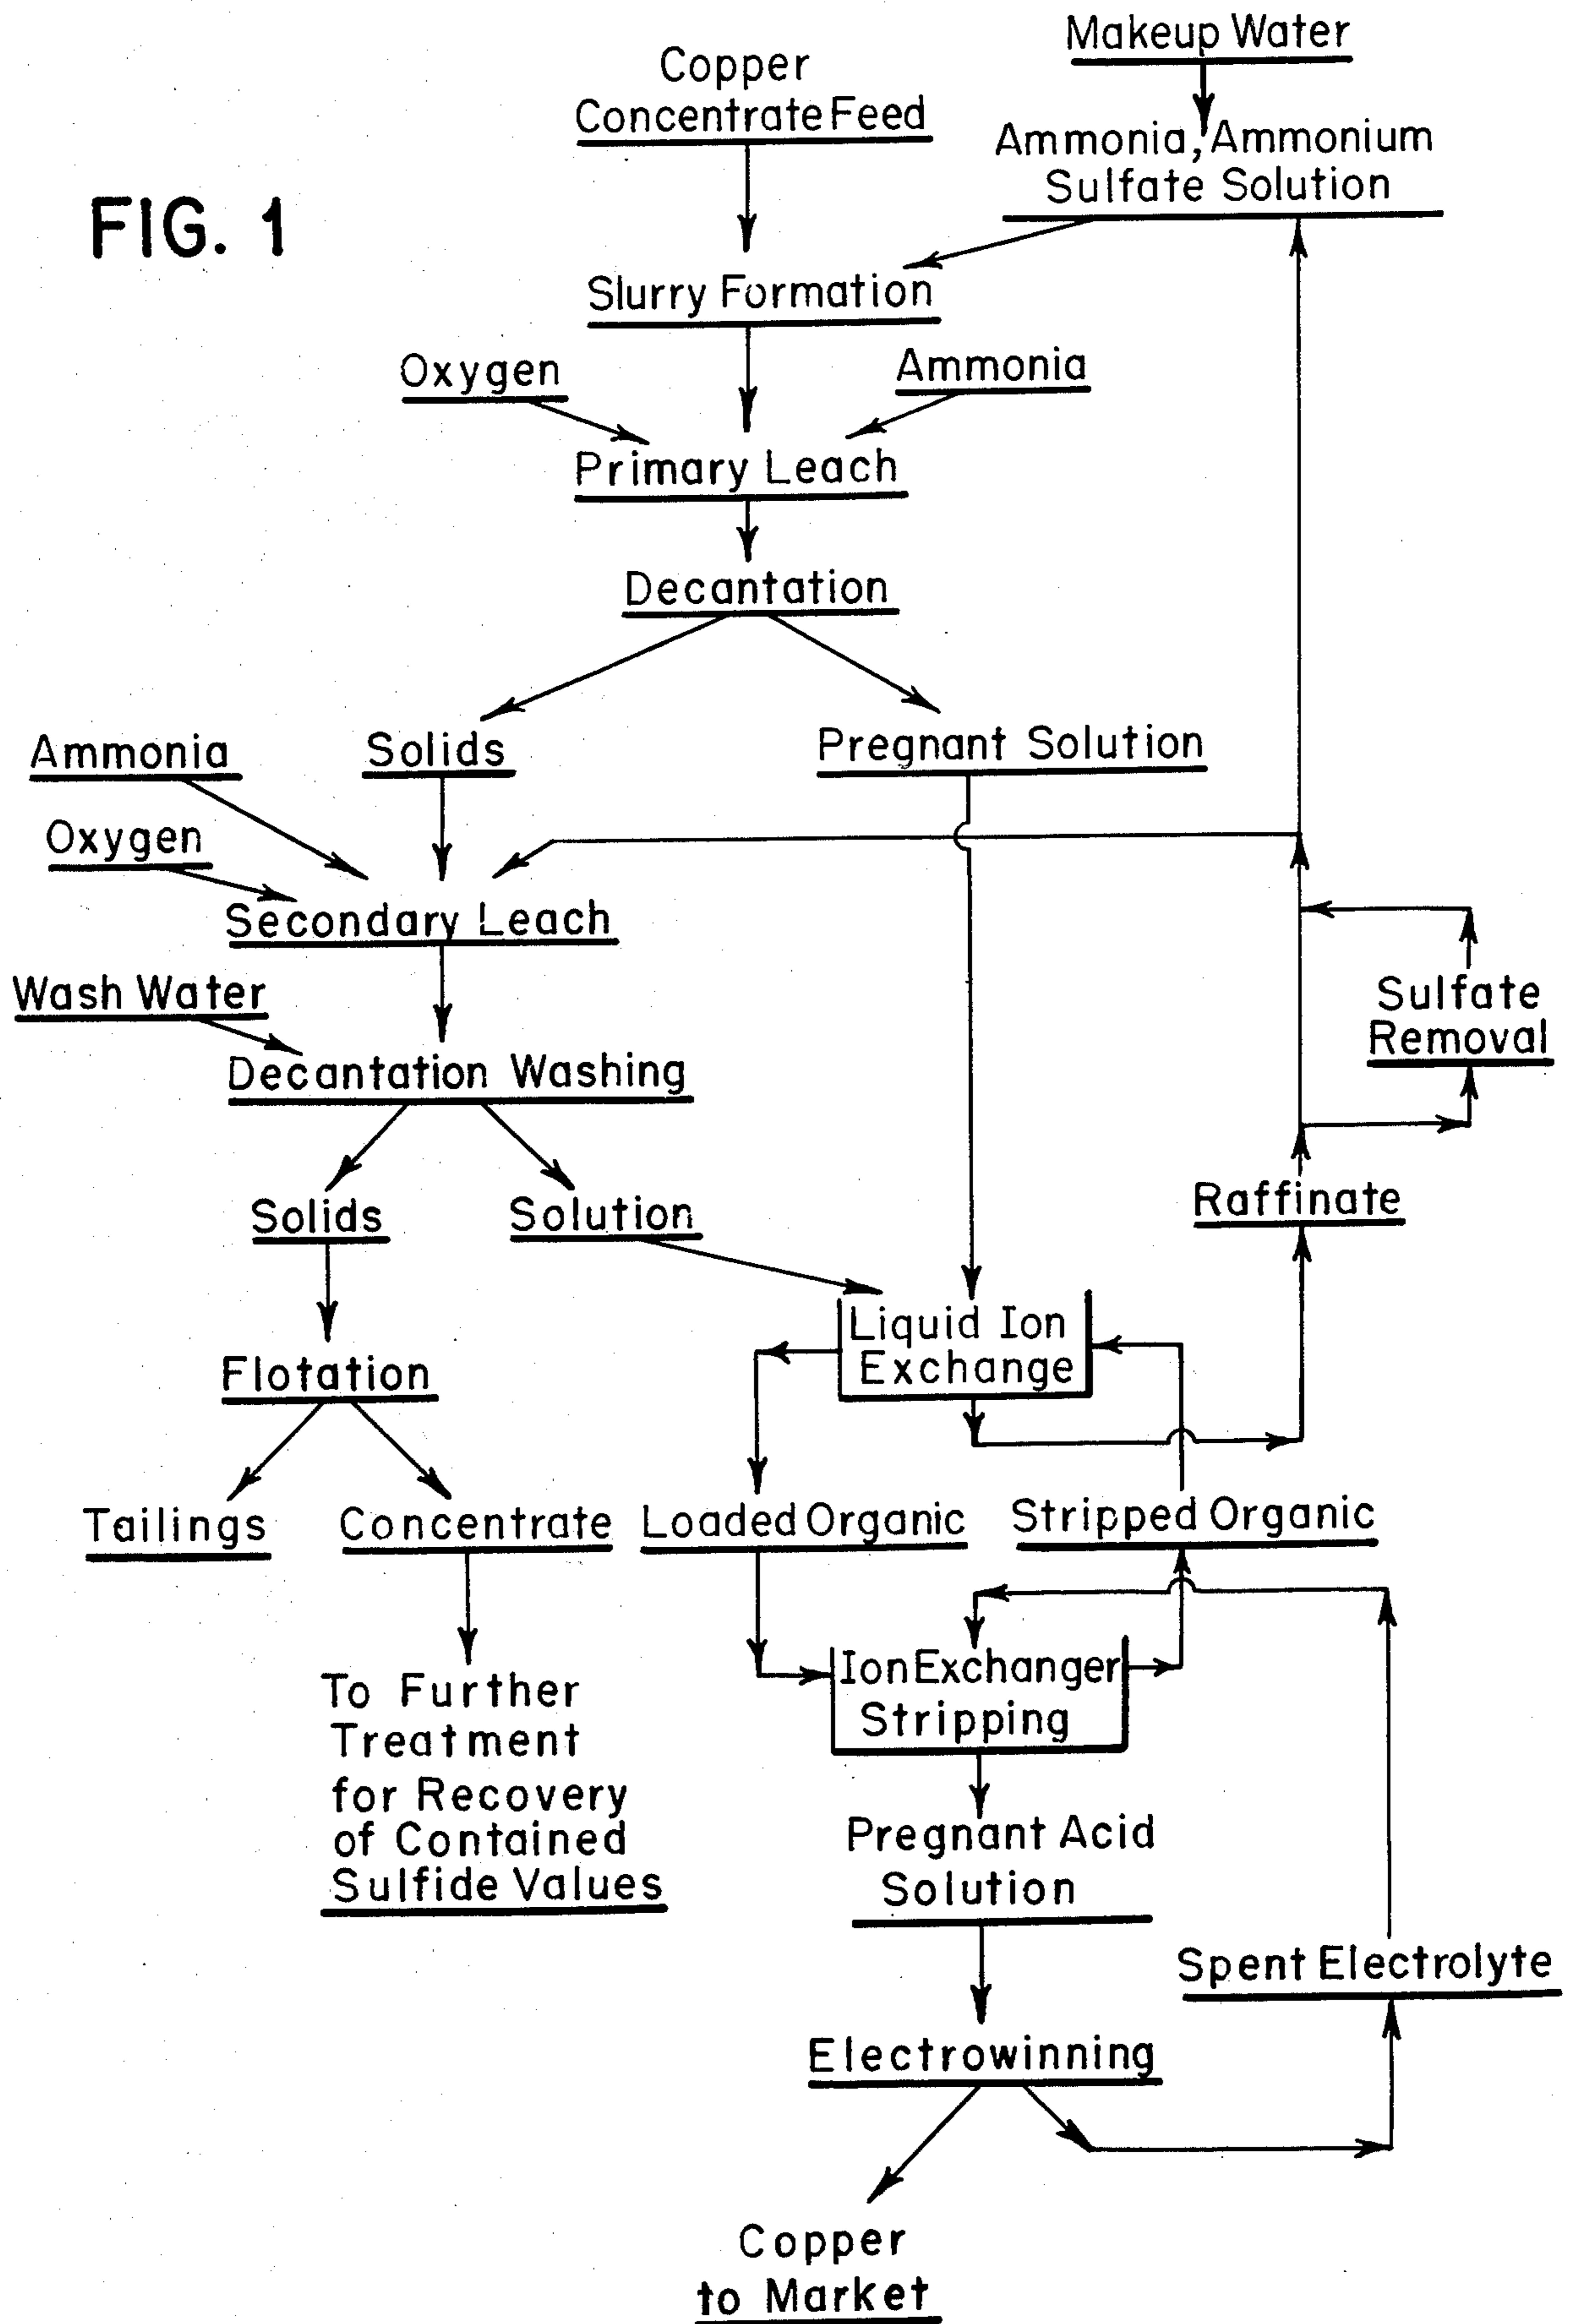 Makeup Water
Copper
Concentrate Feed
Ammonia, Ammonium
Sulfate Solution
FIG. 1
Slurry Formation
Oxygen
Ammonia
Primary Leach
Decantation
Ammonia
Solids
Pregnant Solution
Oxygen
Secondary Leach
Wash Water
Sulfate
Removal
Decantation Washing
Raffinate
Solids
Solution
Liquid Ion
Exchange
Flotation
Tailings
Concentrate
Loaded Organic
Stripped Organic
Ion Exchanger
Stripping
To Further
Treatment
for Recovery
of Contained
Sulfide Values
Pregnant Acid
Solution
Spent Electrolyte
Electrowinning
Copper
to Market